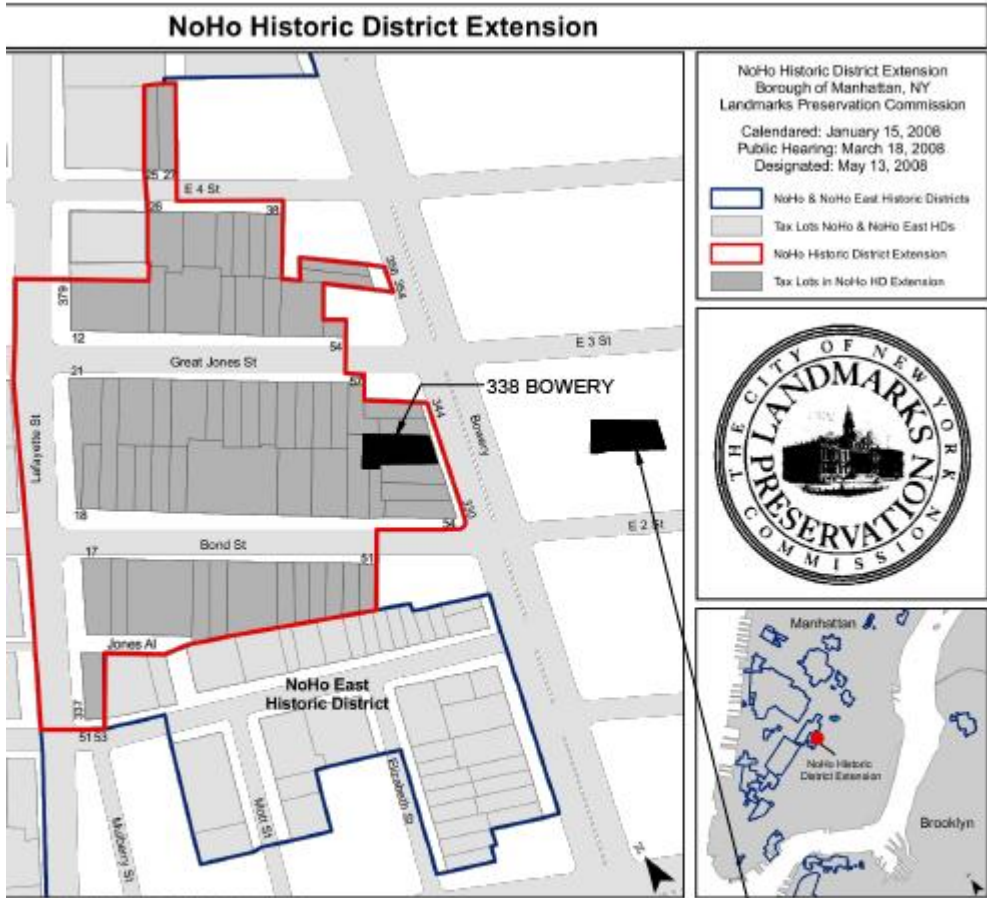 NoHo Historic District Extension
NoHo Historic District Extension
Borough of Manhattan, NY
Landmarks Preservation Commission
Calendared: January 15, 2008
Public Hearing: March 18, 2008
Designated: May 13, 2008
NoHo & NoHo East Historic Districts
Tax Lots NoHo & NoHo East HDs
NoHo Historic District Extension
Tax Lots in NoHo HD Extension
25 27
E 4 St
26
38
379
354
12
54
Great Jones St
E 3 St
21
57
338 BOWERY
344
Bowery
Lafayette St
18
54
E 2 St
Bond St
17
51
Jones Al
NoHo East
Historic District
337
51 53
Mulberry St
Mott St
Elizabeth St
THE CITY OF NEW YORK
LANDMARKS
PRESERVATION
COMMISSION
Manhattan
NoHo Historic
District Extension
Brooklyn